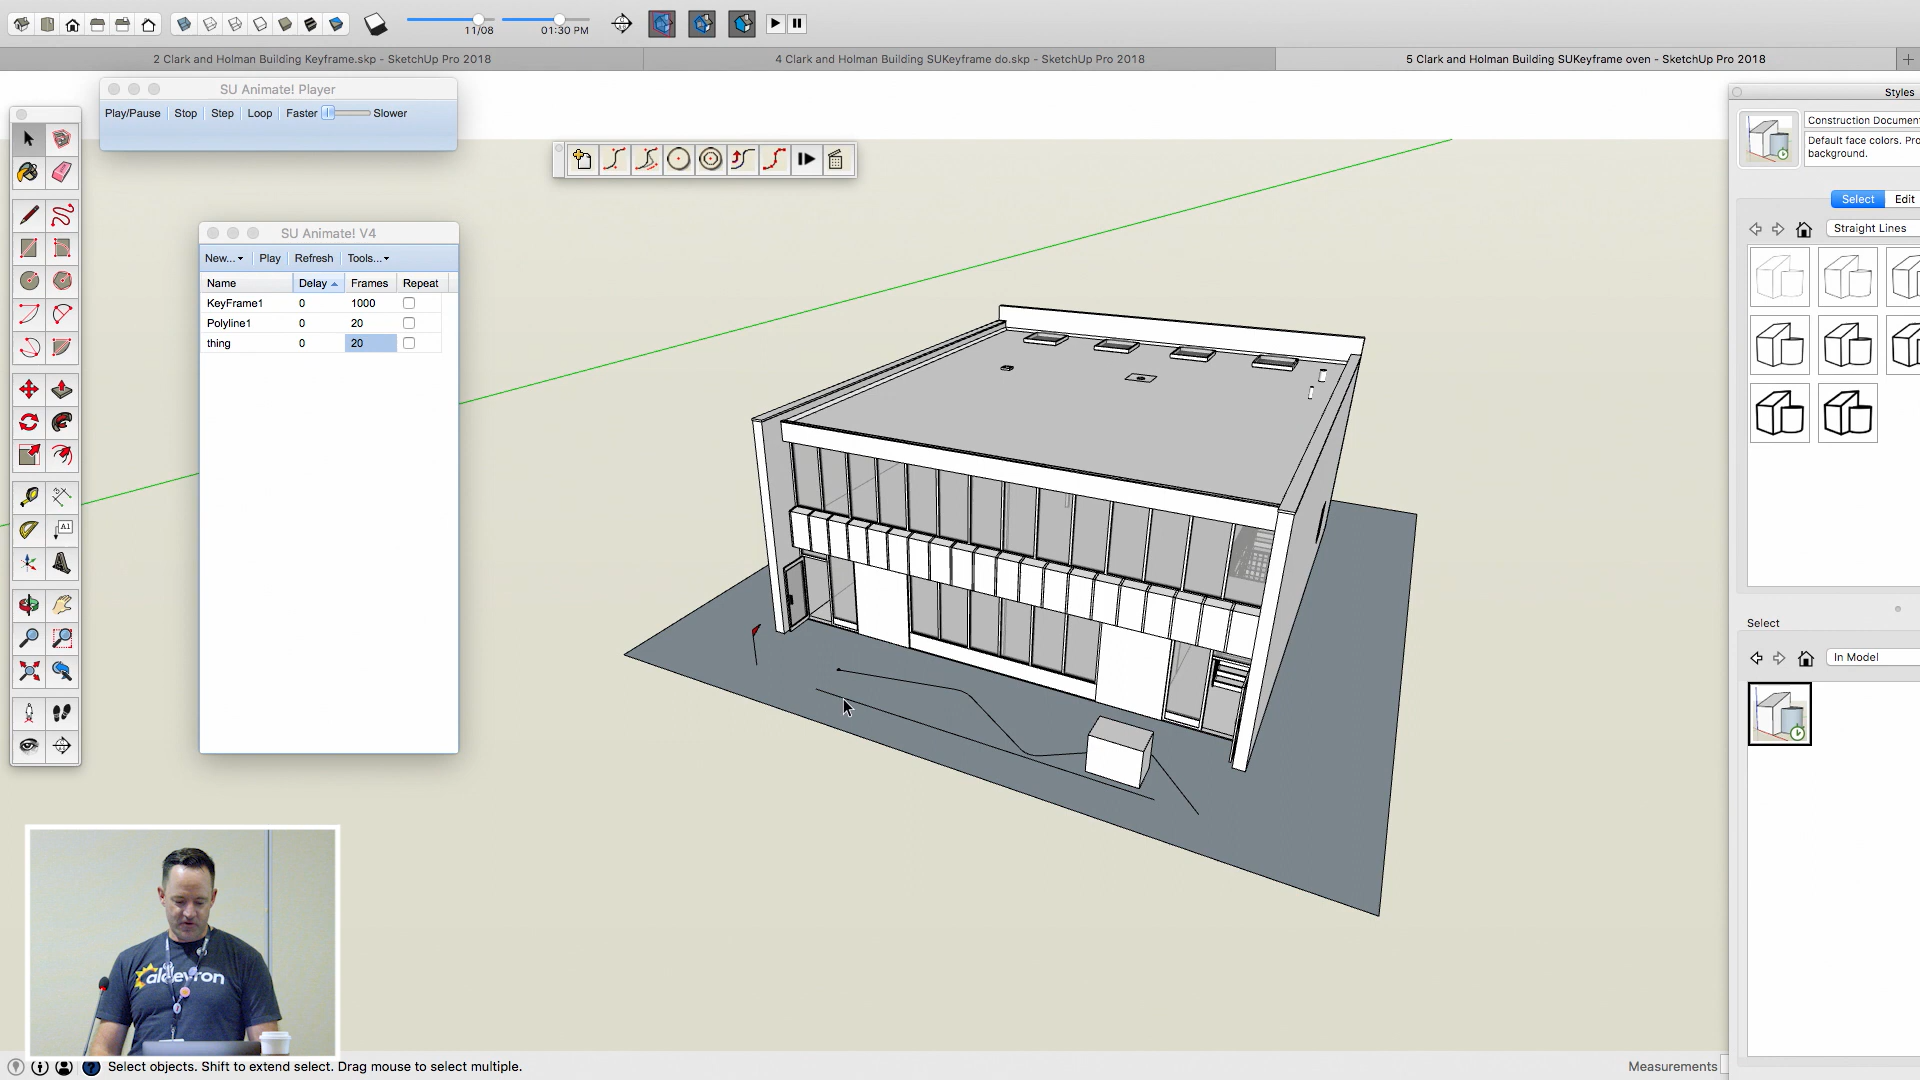 11/08
01:30 PM
2 Clark and Holman Building Keyframe.skp - SketchUp Pro 2018
4 Clark and Holman Building SUKeyframe do.skp - SketchUp Pro 2018
5 Clark and Holman Building SUKeyframe oven - SketchUp Pro 2018
SU Animate! Player
Play/Pause Stop Step Loop Faster Slower
Styles
Construction Documen
Default face colors. Pro
background.
Select Edit
Straight Lines
SU Animate! V4
New... Play Refresh Tools...
Name Delay Frames Repeat
KeyFrame1 0 1000
Polyline1 0 20
thing 0 20
A1
Select
In Model
aldevron
Select objects. Shift to extend select. Drag mouse to select multiple.
Measurements